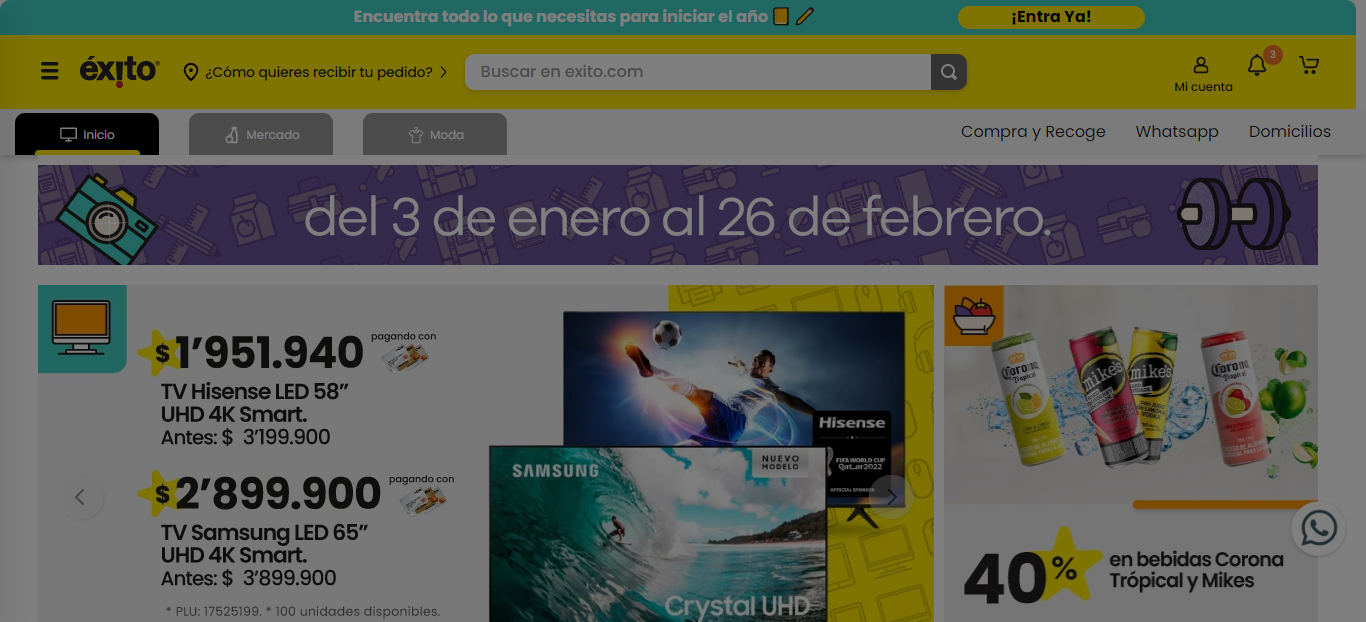 Encuentra todo lo que necesitas para iniciar el año
¡Entra Ya!
éxito
¿Cómo quieres recibir tu pedido?
Buscar en exito.com
3
Mi cuenta
Inicio
Mercado
Moda
Compra y Recoge
Whatsapp
Domicilios
del 3 de enero al 26 de febrero.
$1’951.940
pagando con
TV Hisense LED 58”
UHD 4K Smart.
Antes: $ 3’199.900
$2’899.900
pagando con
TV Samsung LED 65”
UHD 4K Smart.
Antes: $ 3’899.900
* PLU: 17525199. * 100 unidades disponibles.
Hisense
FIFA WORLD CUP
Qatar2022
OFFICIAL SPONSOR
SAMSUNG
NUEVO
MODELO
Crystal UHD
Corona
Tropical
mike's
mike's
Corona
Tropical
40%
en bebidas Corona
Trópical y Mikes